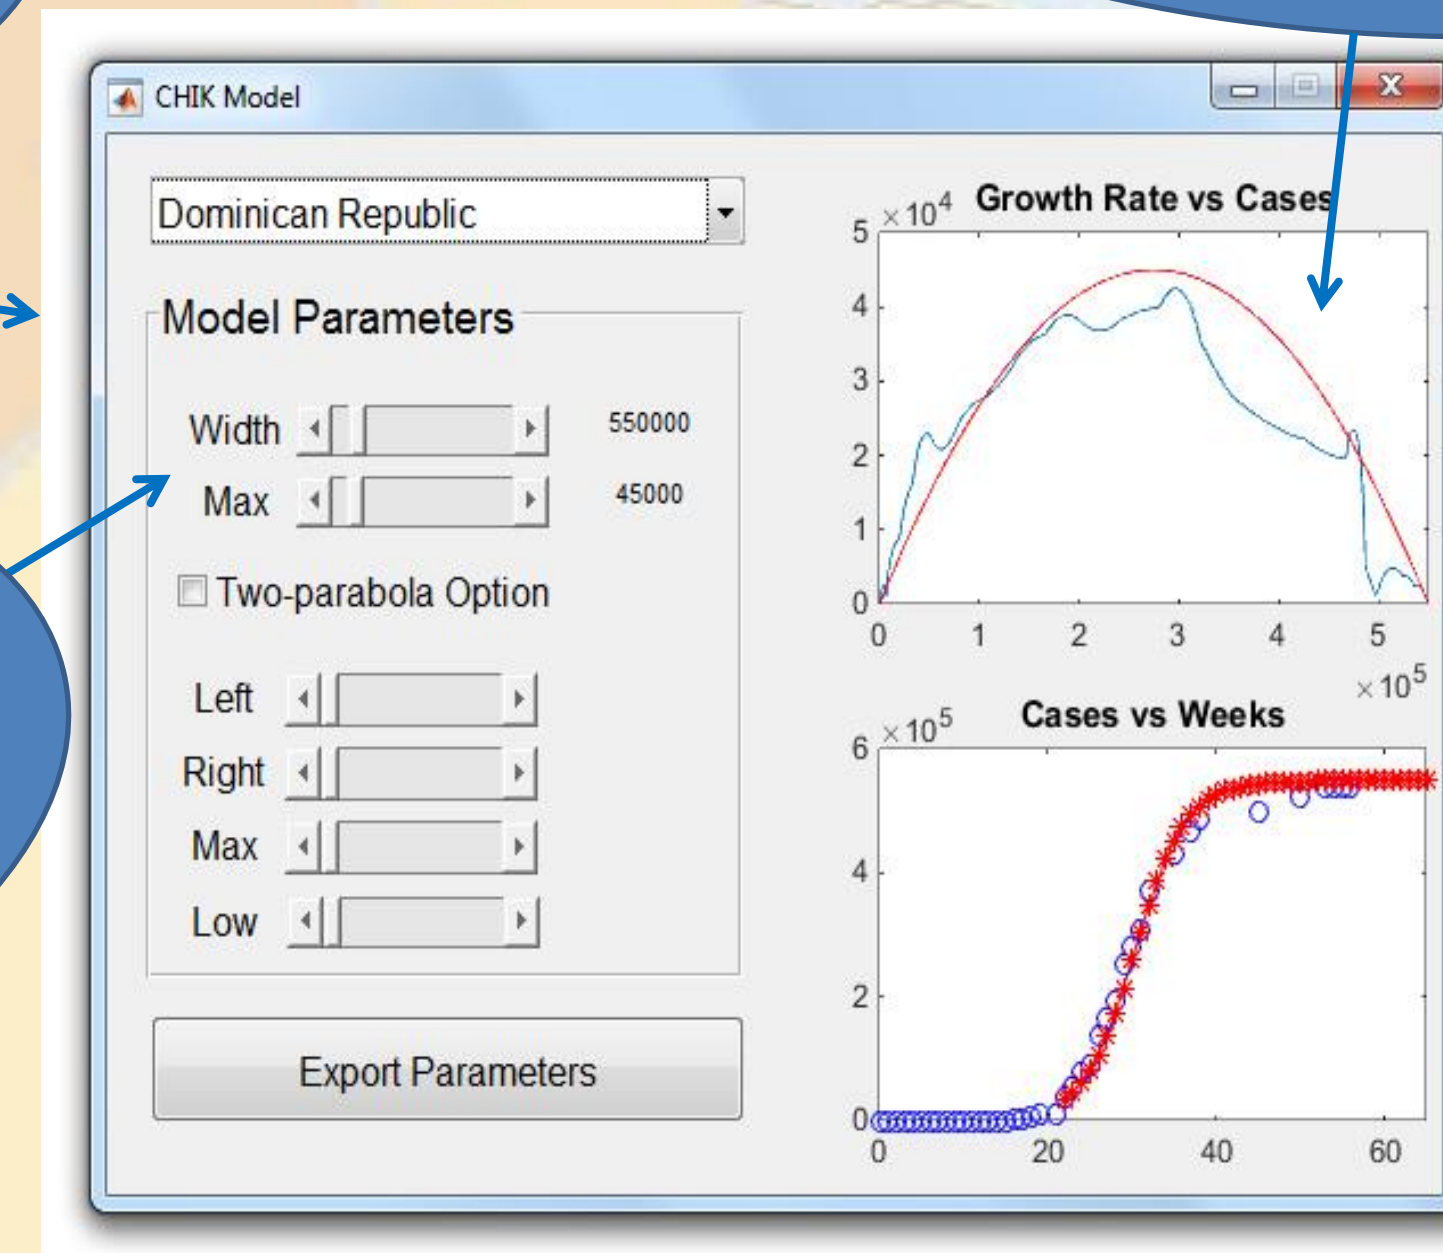 CHIK Model
Dominican Republic
Model Parameters
Width 550000
Max 45000
Two-parabola Option
Left
Right
Max
Low
Export Parameters
×10⁴ Growth Rate vs Cases
5
4
3
2
1
0
0 1 2 3 4 5
×10⁵
×10⁵ Cases vs Weeks
6
4
2
0
0 20 40 60